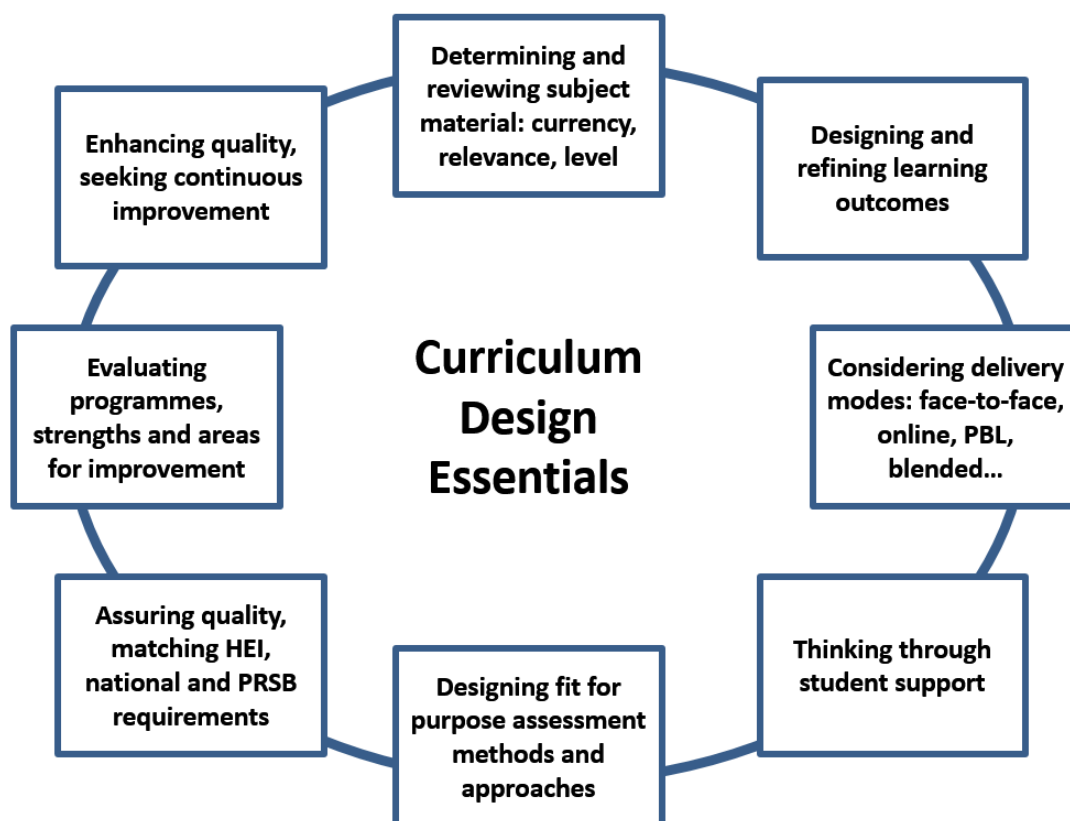 Determining and
reviewing subject
material: currency,
relevance, level
Designing and
refining learning
outcomes
Considering delivery
modes: face-to-face,
online, PBL,
blended...
Thinking through
student support
Designing fit for
purpose assessment
methods and
approaches
Assuring quality,
matching HEI,
national and PRSB
requirements
Evaluating
programmes,
strengths and areas
for improvement
Enhancing quality,
seeking continuous
improvement
Curriculum
Design
Essentials